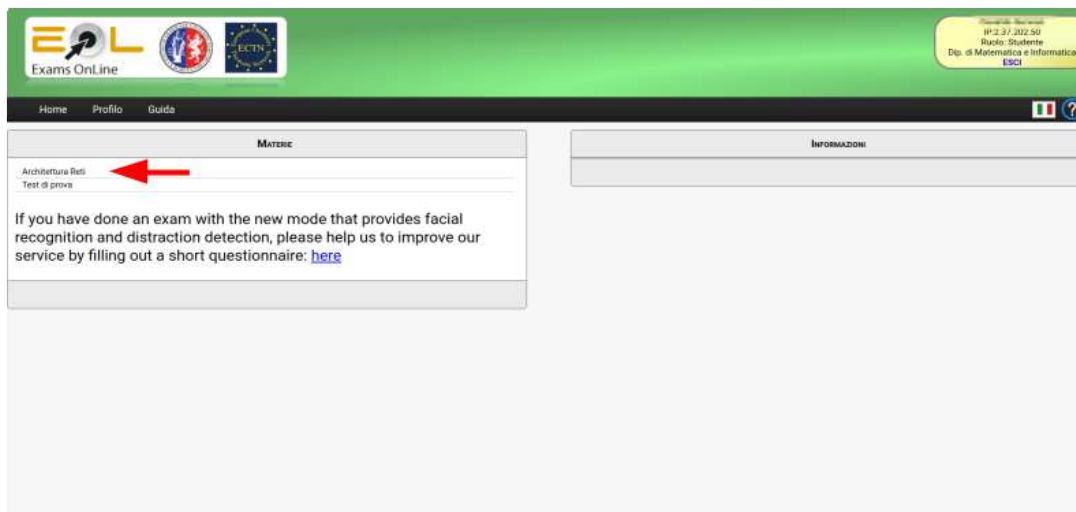 EOL
Exams OnLine
ECTN
IP:2.37.202.50
Ruolo: Studente
Dip. di Matematica e Informatica
ESCI
Home Profilo Guida
?
Materie
Architettura Reti
Test di prova
If you have done an exam with the new mode that provides facial
recognition and distraction detection, please help us to improve our
service by filling out a short questionnaire: here
Informazioni